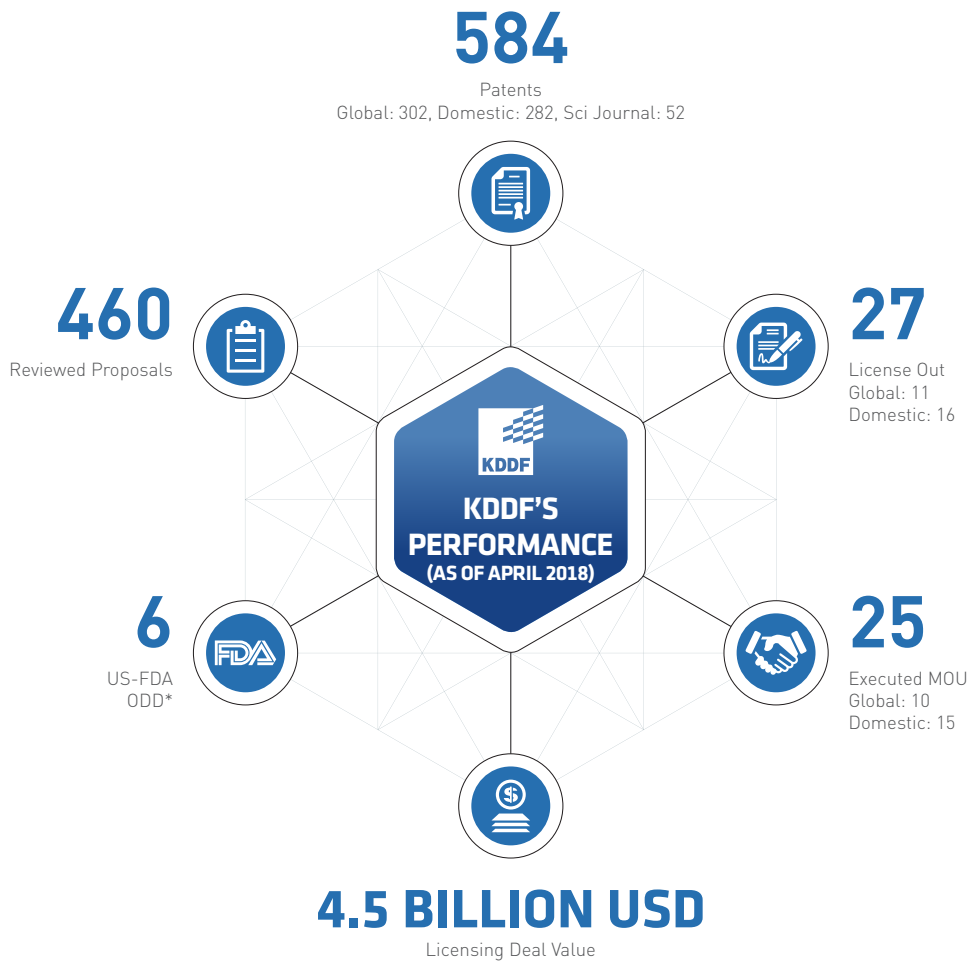 584
Patents
Global: 302, Domestic: 282, Sci Journal: 52
460
Reviewed Proposals
27
License Out
Global: 11
Domestic: 16
KDDF
KDDF'S
PERFORMANCE
(AS OF APRIL 2018)
6
US-FDA
ODD*
FDA
25
Executed MOU
Global: 10
Domestic: 15
$
4.5 BILLION USD
Licensing Deal Value